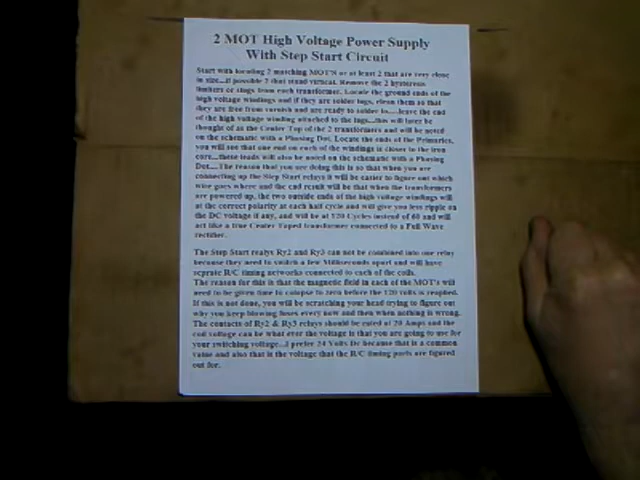 2 MOT High Voltage Power Supply
With Step Start Circuit
Start with locating 2 matching MOT'S or at least 2 that are very close
in size...if possible 2 that stand vertical. Remove the 2 hysteresis
limiters or slugs from each transformer. Locate the ground ends of the
high voltage windings and if they are solder lugs, clean them so that
they are free from varnish and are ready to solder to.....leave the end
of the high voltage winding attached to the lugs...this will later be
thought of as the Center Tap of the 2 transformers and will be noted
on the schematic with a Phasing Dot. Locate the ends of the Primaries,
you will see that one end on each of the windings is closer to the iron
core...these leads will also be noted on the schematic with a Phasing
Dot....The reason that you are doing this is so that when you are
connecting up the Step Start relays it will be easier to figure out which
wire goes where and the end result will be that when the transformers
are powered up, the two outside ends of the high voltage windings will
at the correct polarity at each half cycle and will give you less ripple on
the DC voltage if any, and will be at 120 Cycles instead of 60 and will
act like a true Center Taped transformer connected to a Full Wave
rectifier.
The Step Start realys Ry2 and Ry3 can not be combined into one relay
because they need to switch a few Milliseconds apart and will have
seprate R/C timing networks connected to each of the coils.
The reason for this is that the magnetic field in each of the MOT's will
need to be given time to colapse to zero before the 120 volts is reaplied.
If this is not done, you will be scratching your head trying to figure out
why you keep blowing fuses every now and then when nothing is wrong.
The contacts of Ry2 & Ry3 relays should be rated at 20 Amps and the
coil voltage can be what ever the voltage is that you are going to use for
your switching voltage...I prefer 24 Volts Dc because that is a common
value and also that is the voltage that the R/C timing parts are figured
out for.